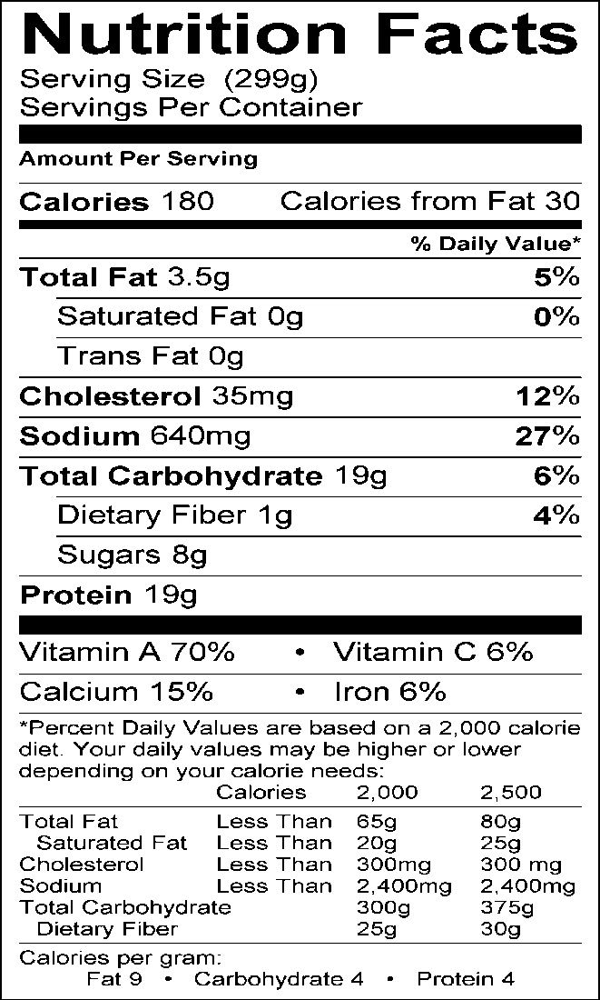 Nutrition Facts
Serving Size (299g)
Servings Per Container
Amount Per Serving
Calories 180 Calories from Fat 30
% Daily Value*
Total Fat 3.5g 5%
Saturated Fat 0g 0%
Trans Fat 0g
Cholesterol 35mg 12%
Sodium 640mg 27%
Total Carbohydrate 19g 6%
Dietary Fiber 1g 4%
Sugars 8g
Protein 19g
Vitamin A 70% • Vitamin C 6%
Calcium 15% • Iron 6%
*Percent Daily Values are based on a 2,000 calorie
diet. Your daily values may be higher or lower
depending on your calorie needs:
Calories 2,000 2,500
Total Fat Less Than 65g 80g
Saturated Fat Less Than 20g 25g
Cholesterol Less Than 300mg 300 mg
Sodium Less Than 2,400mg 2,400mg
Total Carbohydrate 300g 375g
Dietary Fiber 25g 30g
Calories per gram:
Fat 9 • Carbohydrate 4 • Protein 4